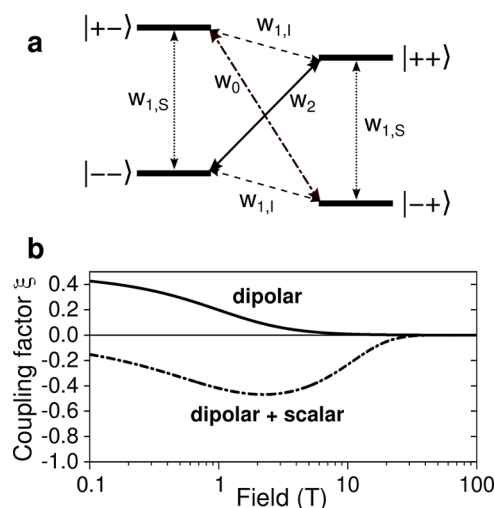 a
|+−⟩
w1,I
|++⟩
w1,S
w0
w2
w1,S
|−−⟩
w1,I
|−+⟩
b
Coupling factor ξ
0.4
0.2
0.0
-0.2
-0.4
-0.6
-0.8
-1.0
dipolar
dipolar + scalar
0.1
1
10
100
Field (T)